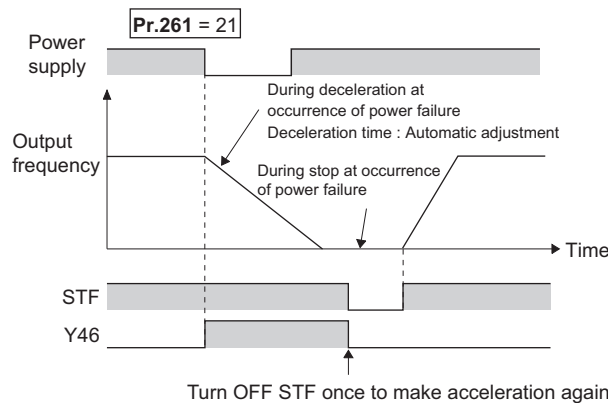 Pr.261 = 21
Power
supply
During deceleration at
occurrence of power failure
Deceleration time : Automatic adjustment
Output
frequency
During stop at occurrence
of power failure
Time
STF
Y46
Turn OFF STF once to make acceleration again